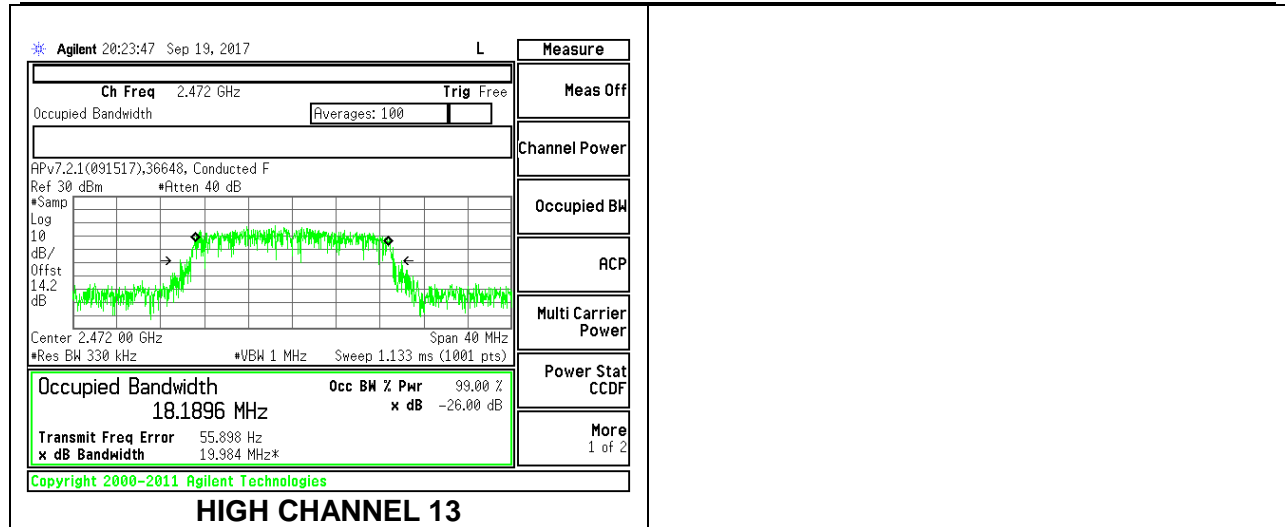 Agilent 20:23:47 Sep 19, 2017 L
Measure
Ch Freq 2.472 GHz Trig Free
Occupied Bandwidth Averages: 100
APv7.2.1(091517),36648, Conducted F
Ref 30 dBm #Atten 40 dB
#Samp
Log
10
dB/
Offst
14.2
dB
Center 2.472 00 GHz Span 40 MHz
#Res BW 330 kHz #VBW 1 MHz Sweep 1.133 ms (1001 pts)
Occupied Bandwidth Occ BW % Pwr 99.00 %
18.1896 MHz x dB -26.00 dB
Transmit Freq Error 55.898 Hz
x dB Bandwidth 19.984 MHz*
Copyright 2000-2011 Agilent Technologies
Meas Off
Channel Power
Occupied BW
ACP
Multi Carrier
Power
Power Stat
CCDF
More
1 of 2
HIGH CHANNEL 13